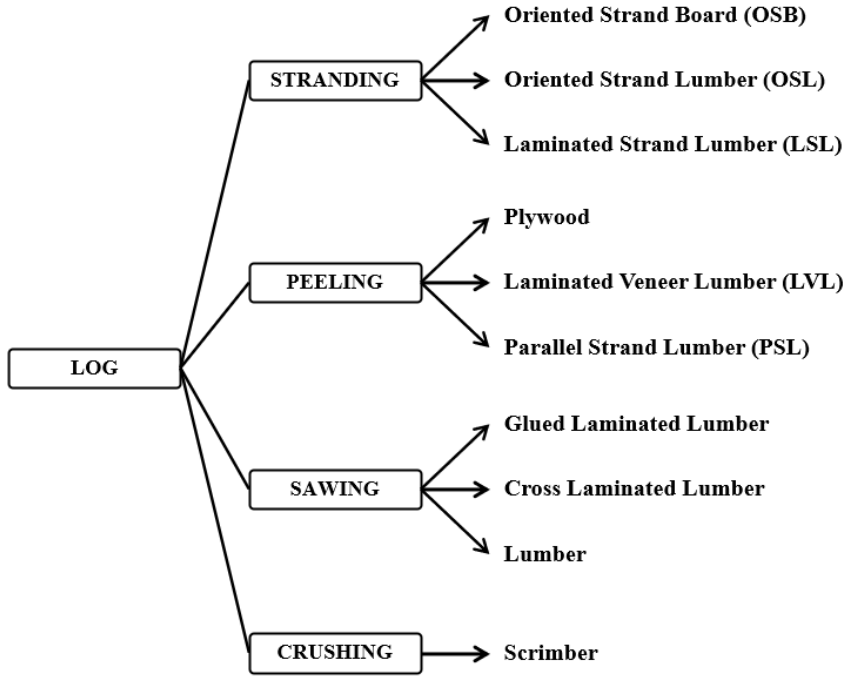 LOG
STRANDING
Oriented Strand Board (OSB)
Oriented Strand Lumber (OSL)
Laminated Strand Lumber (LSL)
PEELING
Plywood
Laminated Veneer Lumber (LVL)
Parallel Strand Lumber (PSL)
SAWING
Glued Laminated Lumber
Cross Laminated Lumber
Lumber
CRUSHING
Scrimber